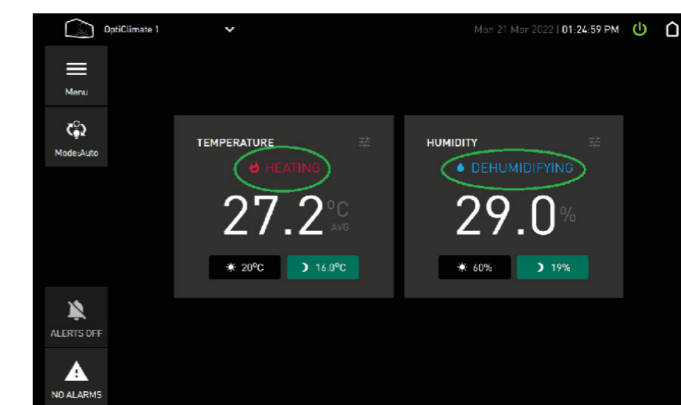 OptiClimate 1
Mon 21 Mar 2022 | 01:24:59 PM
Menu
Mode:Auto
TEMPERATURE
HEATING
27.2 °C
AVG
20°C
16.0°C
HUMIDITY
DEHUMIDIFYING
29.0 %
60%
19%
ALERTS OFF
NO ALARMS